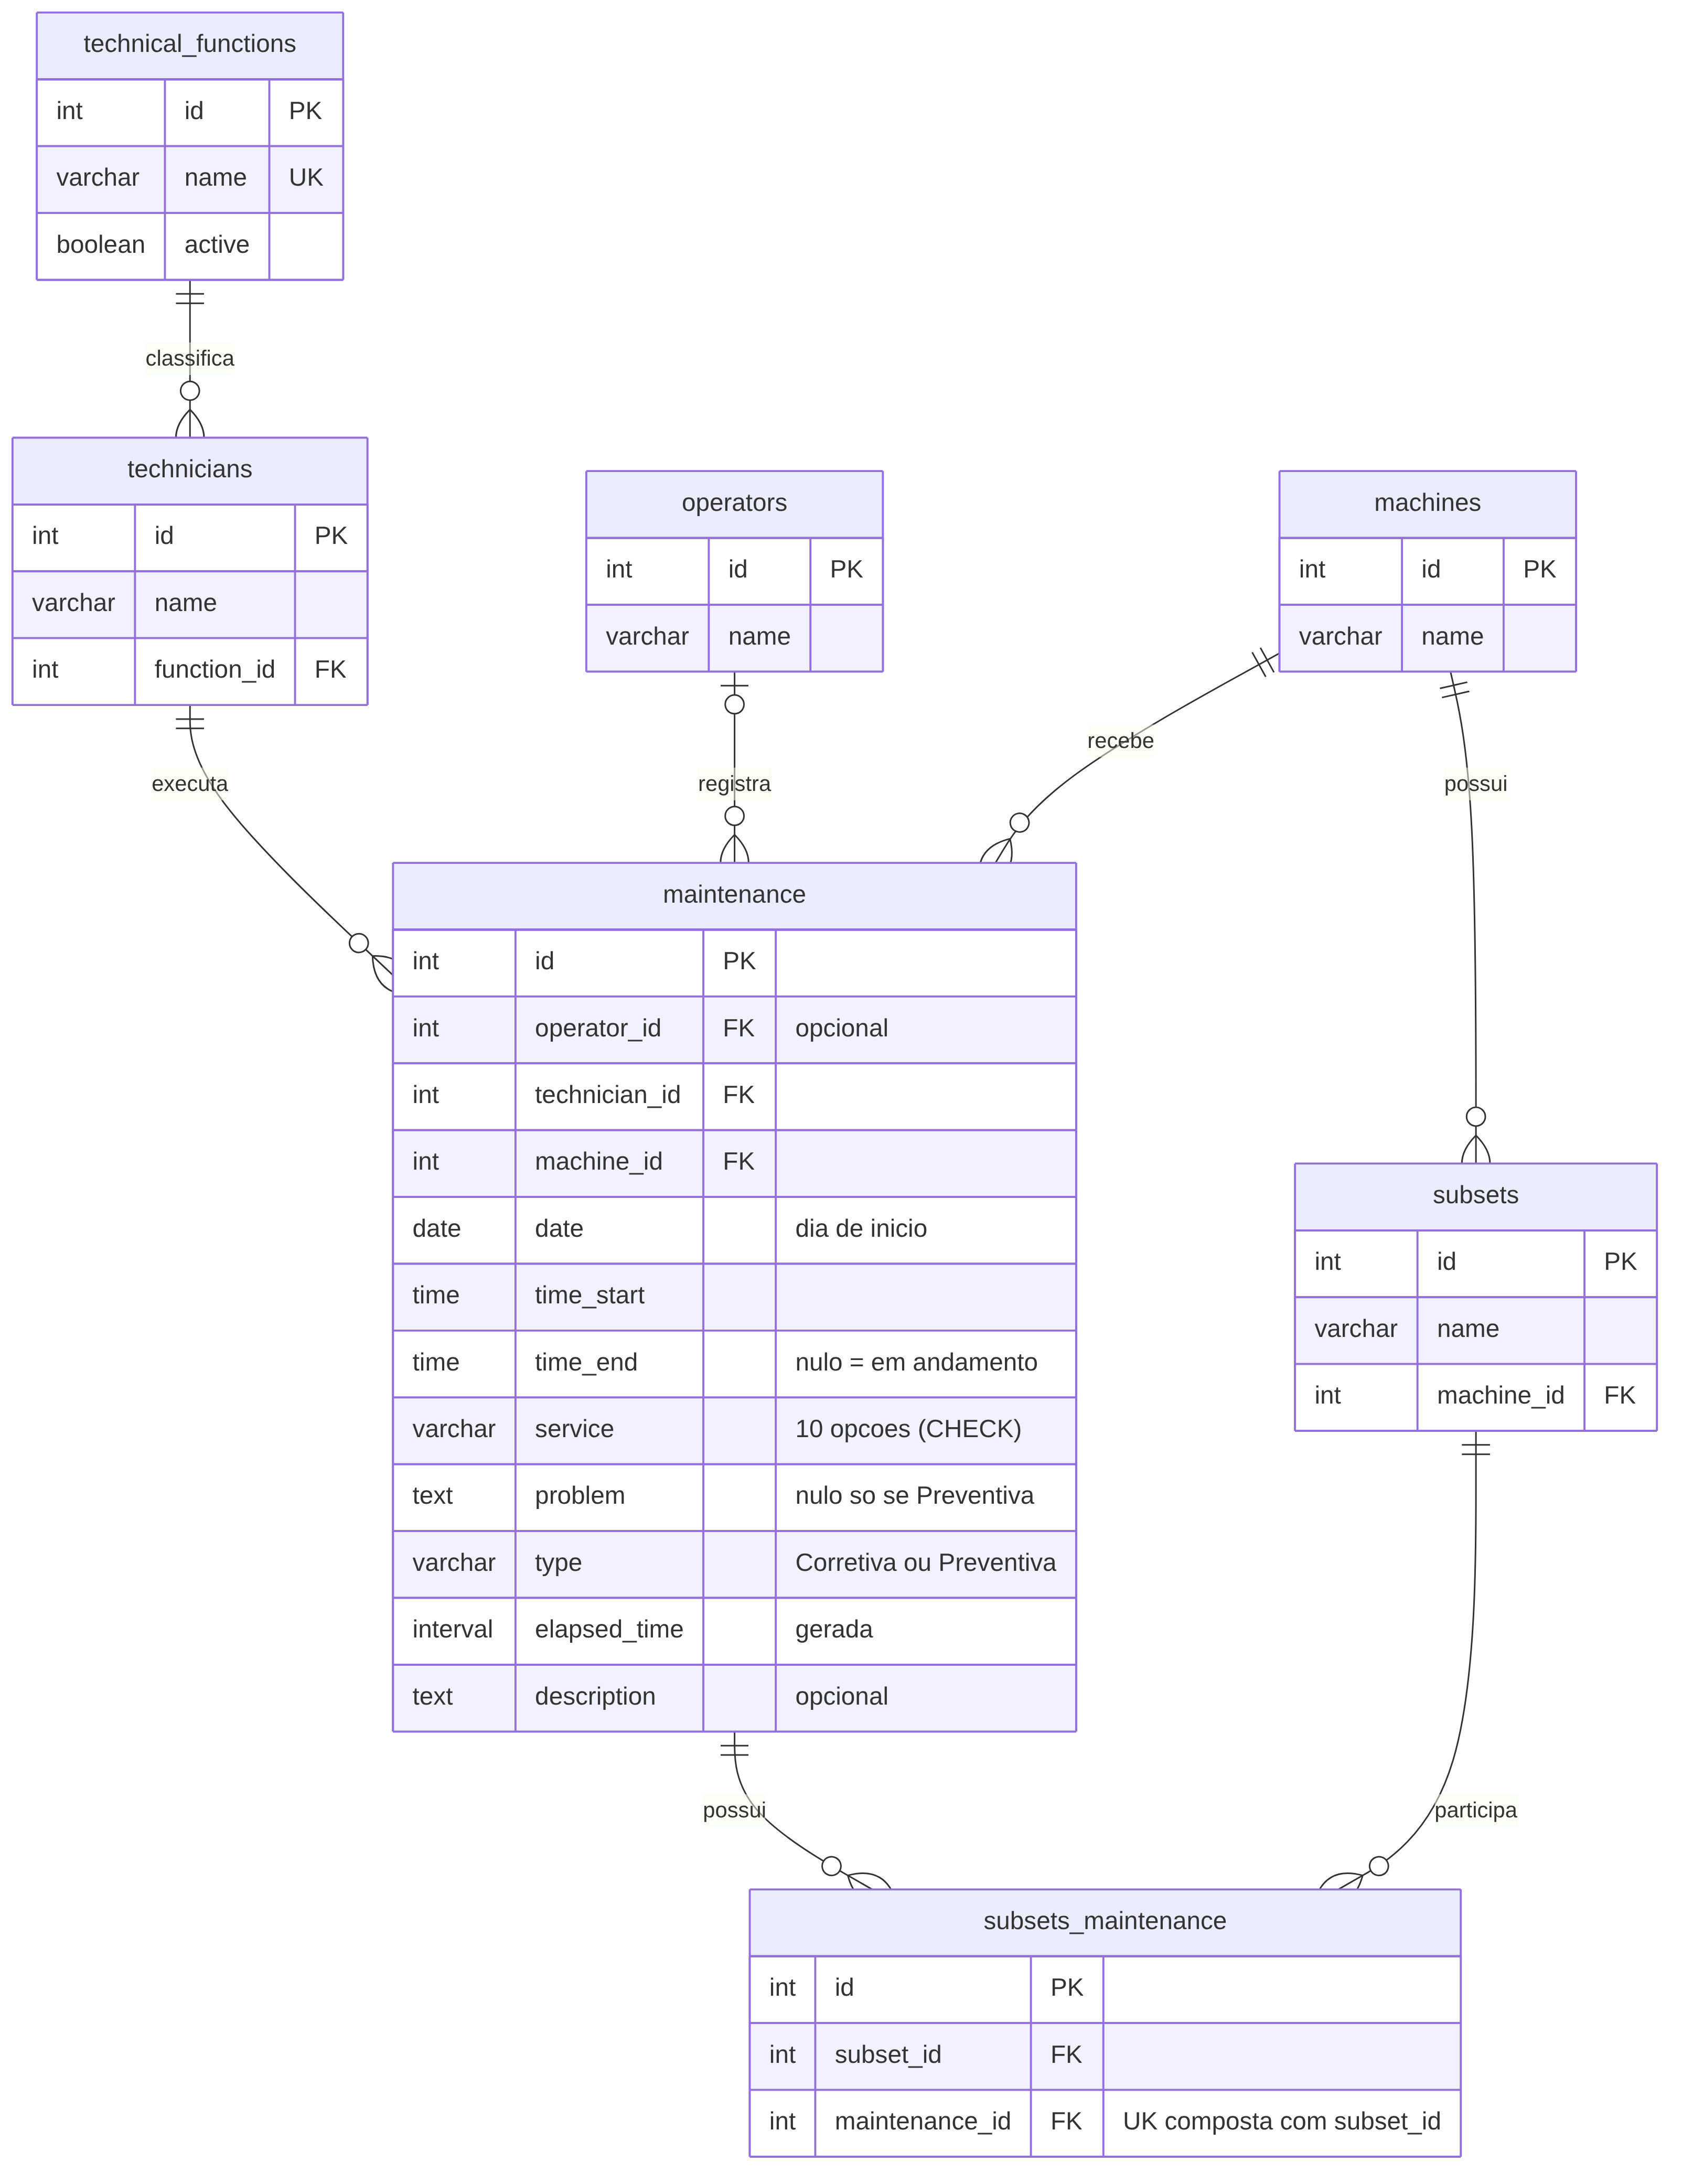 technical_functions
int id PK
varchar name UK
boolean active
classifica
technicians
int id PK
varchar name
int function_id FK
operators
int id PK
varchar name
machines
int id PK
varchar name
executa
registra
recebe
possui
maintenance
int id PK
int operator_id FK opcional
int technician_id FK
int machine_id FK
date date dia de inicio
time time_start
time time_end nulo = em andamento
varchar service 10 opcoes (CHECK)
text problem nulo so se Preventiva
varchar type Corretiva ou Preventiva
interval elapsed_time gerada
text description opcional
subsets
int id PK
varchar name
int machine_id FK
possui
participa
subsets_maintenance
int id PK
int subset_id FK
int maintenance_id FK UK composta com subset_id